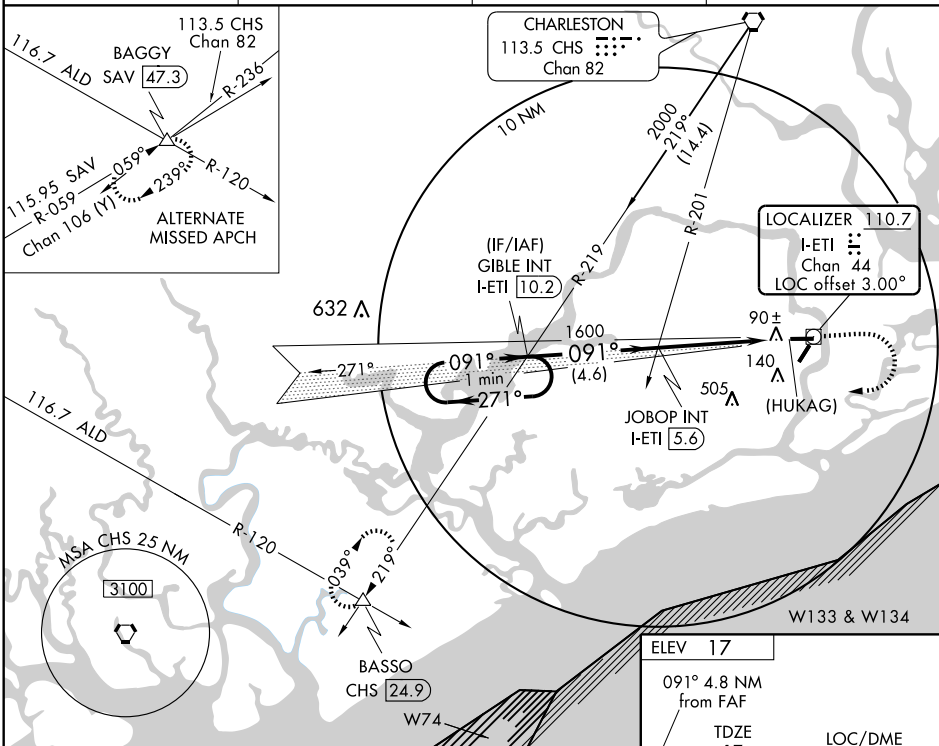 113.5 CHS
Chan 82
116.7 ALD
BAGGY
SAV 47.3
R-236
059°
239°
R-120
115.95 SAV
R-059
Chan 106 (Y)
ALTERNATE
MISSED APCH
CHARLESTON
113.5 CHS
Chan 82
10 NM
2000
219°
(14.4)
R-201
R-219
LOCALIZER 110.7
I-ETI
Chan 44
LOC offset 3.00°
(IF/IAF)
GIBLE INT
I-ETI 10.2
632
1600
90±
271°
091°
091°
1 min
(4.6)
271°
140
505
JOBOP INT
I-ETI 5.6
(HUKAG)
116.7 ALD
R-120
039°
219°
MSA CHS 25 NM
3100
BASSO
CHS 24.9
W133 & W134
W74
ELEV 17
091° 4.8 NM
from FAF
TDZE
LOC/DME